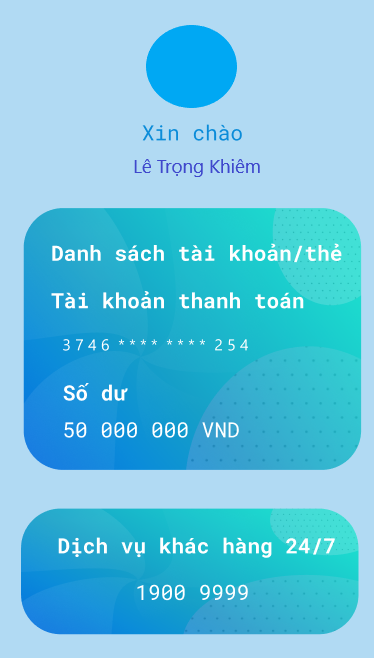 Xin chào
Lê Trọng Khiêm
Danh sách tài khoản/thẻ
Tài khoản thanh toán
3746 **** **** 254
Số dư
50 000 000 VND
Dịch vụ khác hàng 24/7
1900 9999